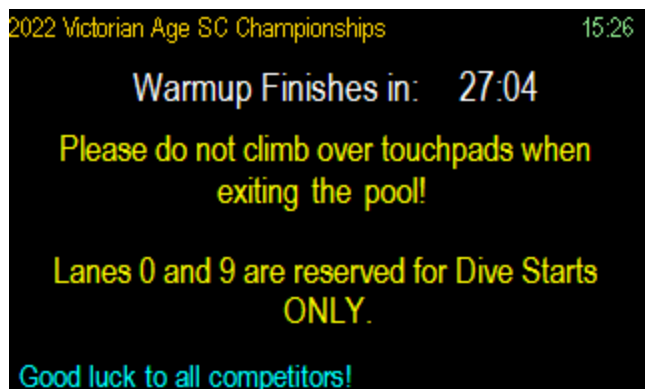 2022 Victorian Age SC Championships 15:26
Warmup Finishes in: 27:04
Please do not climb over touchpads when
exiting the pool!
Lanes 0 and 9 are reserved for Dive Starts
ONLY.
Good luck to all competitors!